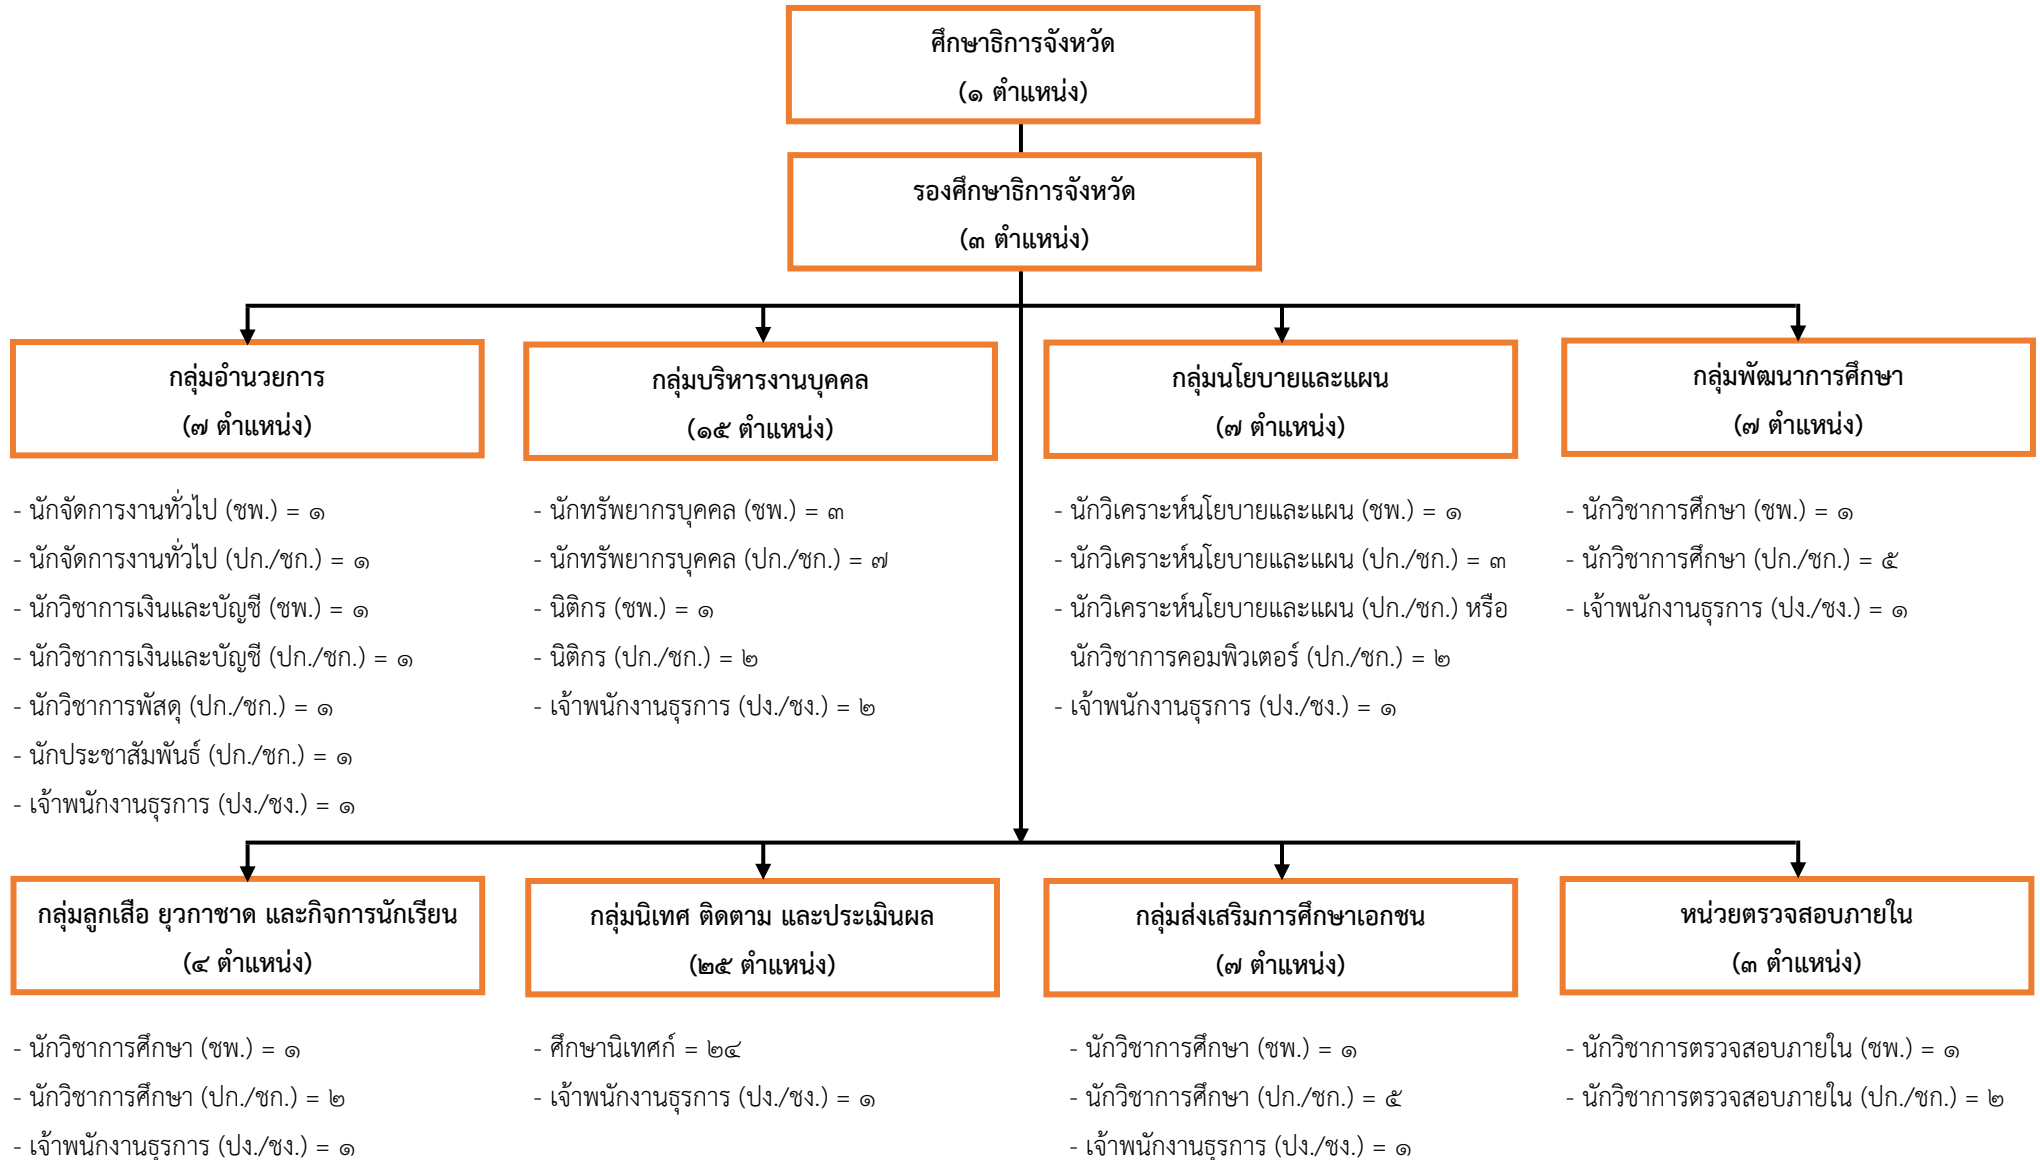 ศึกษาธิการจังหวัด
(๑ ตำแหน่ง)
รองศึกษาธิการจังหวัด
(๓ ตำแหน่ง)
กลุ่มอำนวยการ
(๗ ตำแหน่ง)
- นักจัดการงานทั่วไป (ชพ.) = ๑
- นักจัดการงานทั่วไป (ปก./ชก.) = ๑
- นักวิชาการเงินและบัญชี (ชพ.) = ๑
- นักวิชาการเงินและบัญชี (ปก./ชก.) = ๑
- นักวิชาการพัสดุ (ปก./ชก.) = ๑
- นักประชาสัมพันธ์ (ปก./ชก.) = ๑
- เจ้าพนักงานธุรการ (ปง./ชง.) = ๑
กลุ่มบริหารงานบุคคล
(๑๕ ตำแหน่ง)
- นักทรัพยากรบุคคล (ชพ.) = ๓
- นักทรัพยากรบุคคล (ปก./ชก.) = ๗
- นิติกร (ชพ.) = ๑
- นิติกร (ปก./ชก.) = ๒
- เจ้าพนักงานธุรการ (ปง./ชง.) = ๒
กลุ่มนโยบายและแผน
(๗ ตำแหน่ง)
- นักวิเคราะห์นโยบายและแผน (ชพ.) = ๑
- นักวิเคราะห์นโยบายและแผน (ปก./ชก.) = ๓
- นักวิเคราะห์นโยบายและแผน (ปก./ชก.) หรือ
นักวิชาการคอมพิวเตอร์ (ปก./ชก.) = ๒
- เจ้าพนักงานธุรการ (ปง./ชง.) = ๑
กลุ่มพัฒนาการศึกษา
(๗ ตำแหน่ง)
- นักวิชาการศึกษา (ชพ.) = ๑
- นักวิชาการศึกษา (ปก./ชก.) = ๕
- เจ้าพนักงานธุรการ (ปง./ชง.) = ๑
กลุ่มลูกเสือ ยุวกาชาด และกิจการนักเรียน
(๔ ตำแหน่ง)
- นักวิชาการศึกษา (ชพ.) = ๑
- นักวิชาการศึกษา (ปก./ชก.) = ๒
- เจ้าพนักงานธุรการ (ปง./ชง.) = ๑
กลุ่มนิเทศ ติดตาม และประเมินผล
(๒๕ ตำแหน่ง)
- ศึกษานิเทศก์ = ๒๔
- เจ้าพนักงานธุรการ (ปง./ชง.) = ๑
กลุ่มส่งเสริมการศึกษาเอกชน
(๗ ตำแหน่ง)
- นักวิชาการศึกษา (ชพ.) = ๑
- นักวิชาการศึกษา (ปก./ชก.) = ๕
- เจ้าพนักงานธุรการ (ปง./ชง.) = ๑
หน่วยตรวจสอบภายใน
(๓ ตำแหน่ง)
- นักวิชาการตรวจสอบภายใน (ชพ.) = ๑
- นักวิชาการตรวจสอบภายใน (ปก./ชก.) = ๒